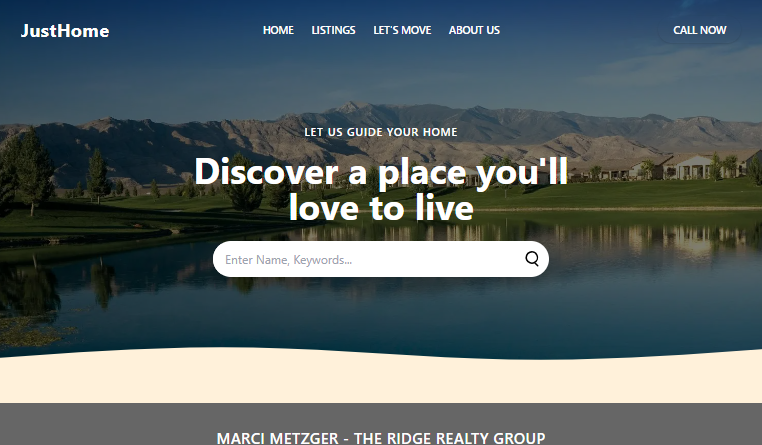 JustHome
HOME LISTINGS LET'S MOVE ABOUT US
CALL NOW
LET US GUIDE YOUR HOME
Discover a place you'll
love to live
Enter Name, Keywords...
MARCI METZGER - THE RIDGE REALTY GROUP